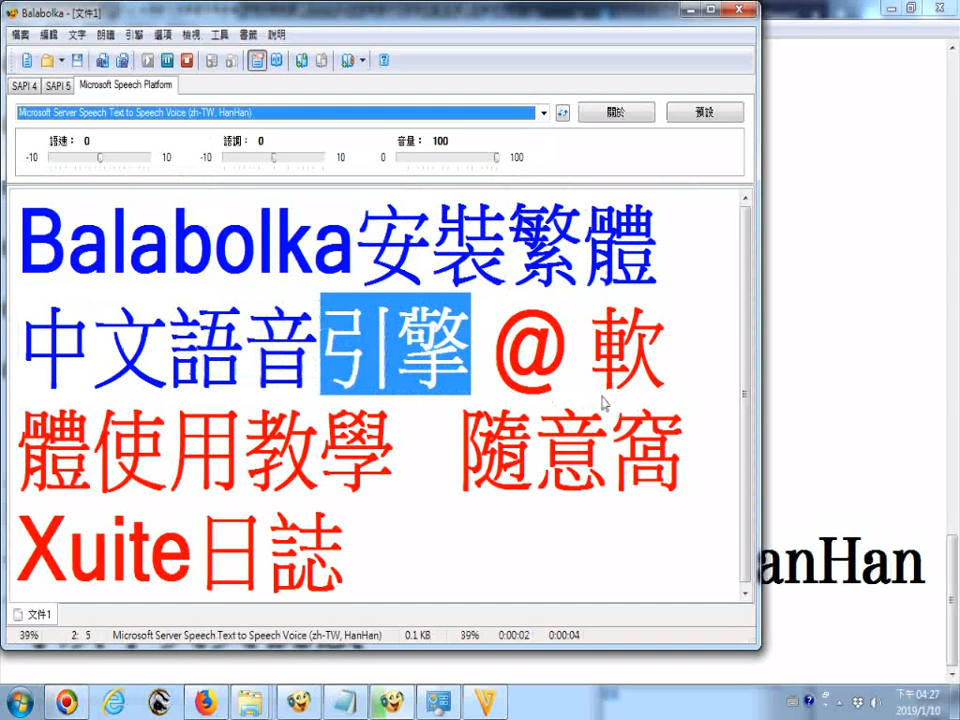 Balabolka - [文件1]
檔案 編輯 文字 朗讀 引擎 選項 檢視 工具 書籤 說明
SAPI 4 SAPI 5 Microsoft Speech Platform
Microsoft Server Speech Text to Speech Voice (zh-TW, HanHan) 關於 預設
語速： 0 語調： 0 音量： 100
-10 10 -10 10 0 100
Balabolka安裝繁體
中文語音引擎 @ 軟
體使用教學 隨意窩
Xuite日誌
anHan
文件1
39% 2: 5 Microsoft Server Speech Text to Speech Voice (zh-TW, HanHan) 0.1 KB 39% 0:00:02 0:00:04
下午 04:27
2019/1/10